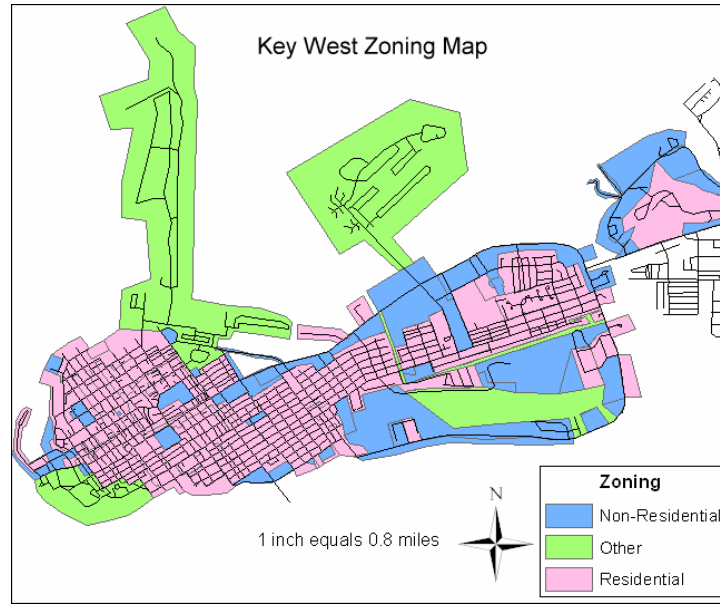 Key West Zoning Map
Zoning
Non-Residential
Other
Residential
N
1 inch equals 0.8 miles